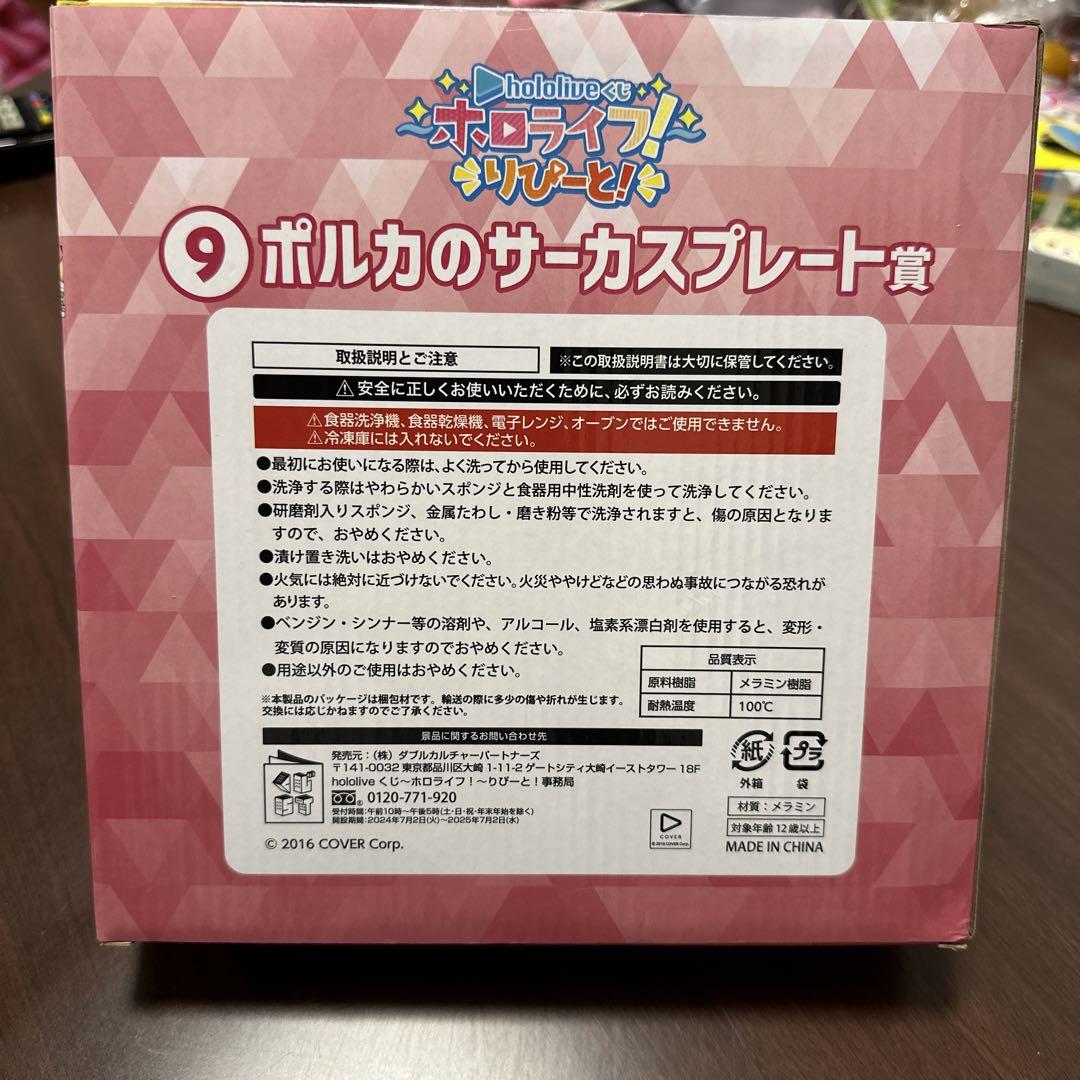 hololiveくじ
ホロライブ!
りぴーと!
9 ポルカのサーカスプレート賞
取扱説明とご注意
※この取扱説明書は大切に保管してください。
⚠安全に正しくお使いいただくために、必ずお読みください。
⚠食器洗浄機、食器乾燥機、電子レンジ、オーブンではご使用できません。
⚠冷凍庫には入れないでください。
●最初にお使いになる際は、よく洗ってから使用してください。
●洗浄する際はやわらかいスポンジと食器用中性洗剤を使って洗浄してください。
●研磨剤入りスポンジ、金属たわし・磨き粉等で洗浄されますと、傷の原因となりま
すので、おやめください。
●漬け置き洗いはおやめください。
●火気には絶対に近づけないでください。火災ややけどなどの思わぬ事故につながる恐れが
あります。
●ベンジン・シンナー等の溶剤や、アルコール、塩素系漂白剤を使用すると、変形・
変質の原因になりますのでおやめください。
●用途以外のご使用はおやめください。
品質表示
原料樹脂 メラミン樹脂
耐熱温度 100℃
※本製品のパッケージは梱包材です。輸送の際に多少の傷や折れが生じます。
交換には応じかねますのでご了承ください。
景品に関するお問い合わせ先
発売元:(株)ダブルカルチャーパートナーズ
〒141-0032 東京都品川区大崎 1-11-2 ゲートシティ大崎イーストタワー 18F
hololive くじ〜ホロライブ!〜りぴーと!事務局
0120-771-920
受付時間:午前10時〜午後5時(土・日・祝・年末年始を除く)
開設期間:2024年7月2日(火)〜2025年7月2日(水)
© 2016 COVER Corp.
COVER
© 2016 COVER Corp.
紙
外箱
プラ
袋
材質:メラミン
対象年齢12歳以上
MADE IN CHINA